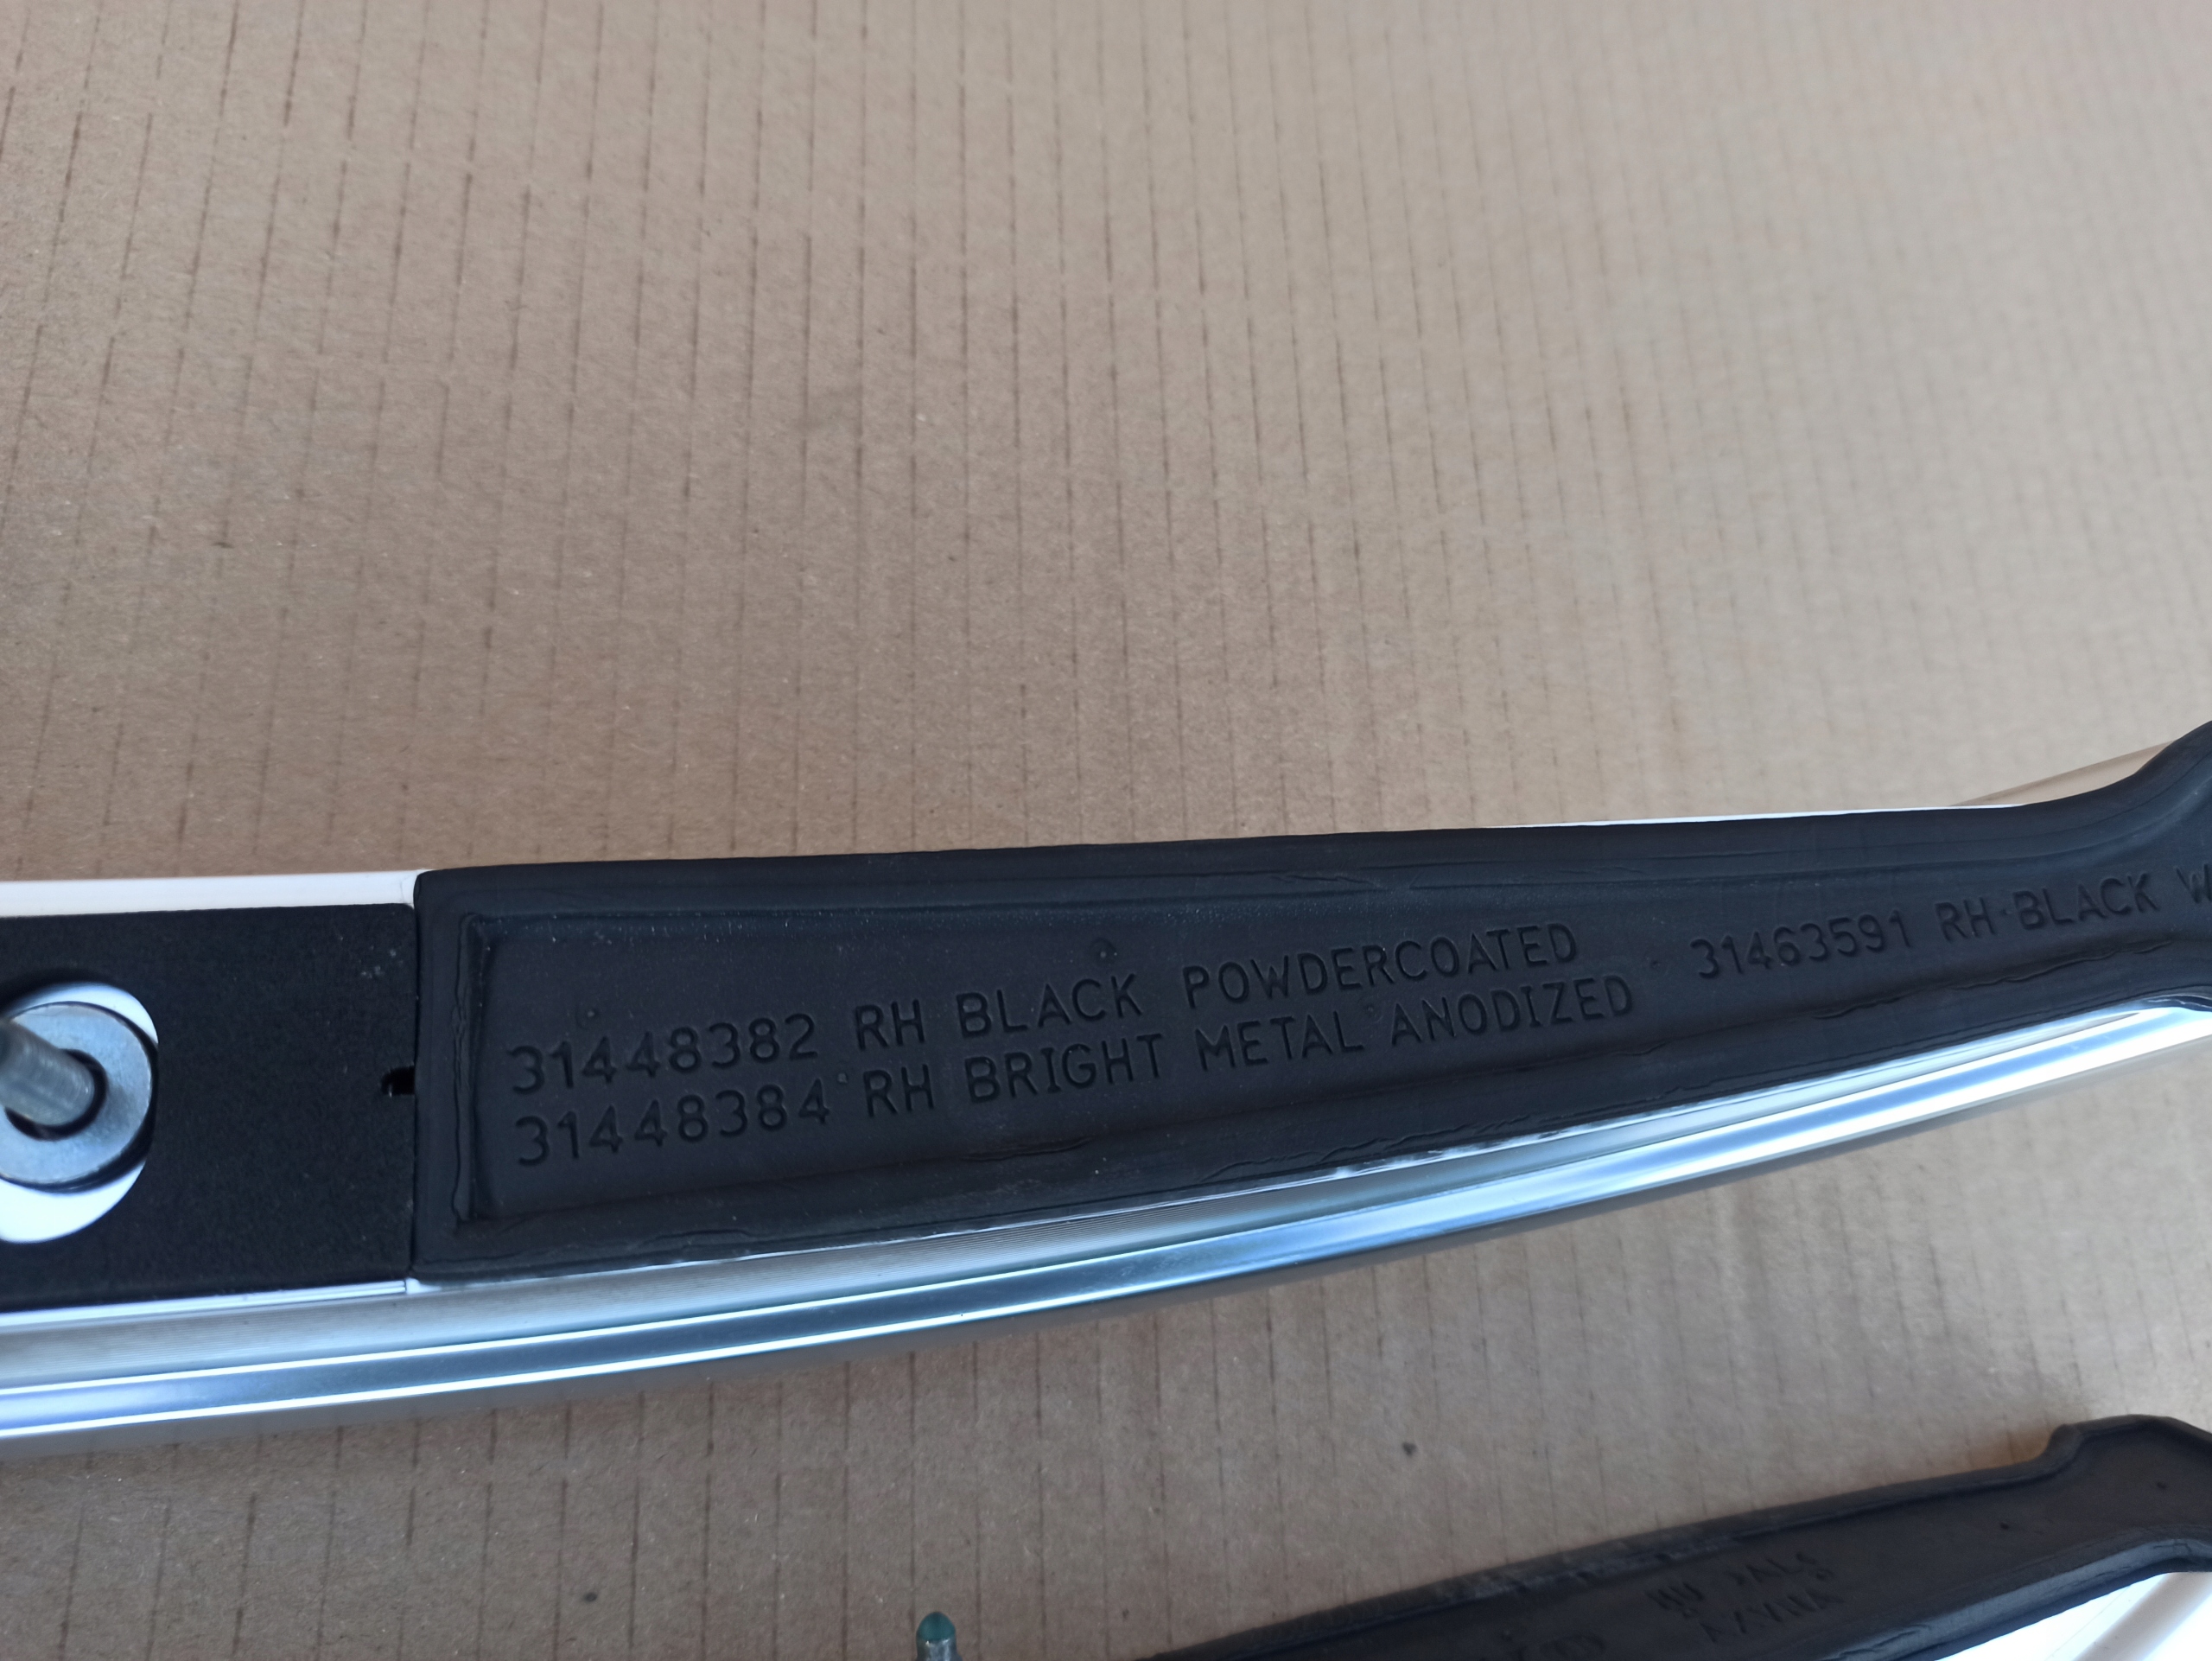 31448382 RH BLACK POWDERCOATED
31448384 RH BRIGHT METAL ANODIZED
31463591 RH-BLACK